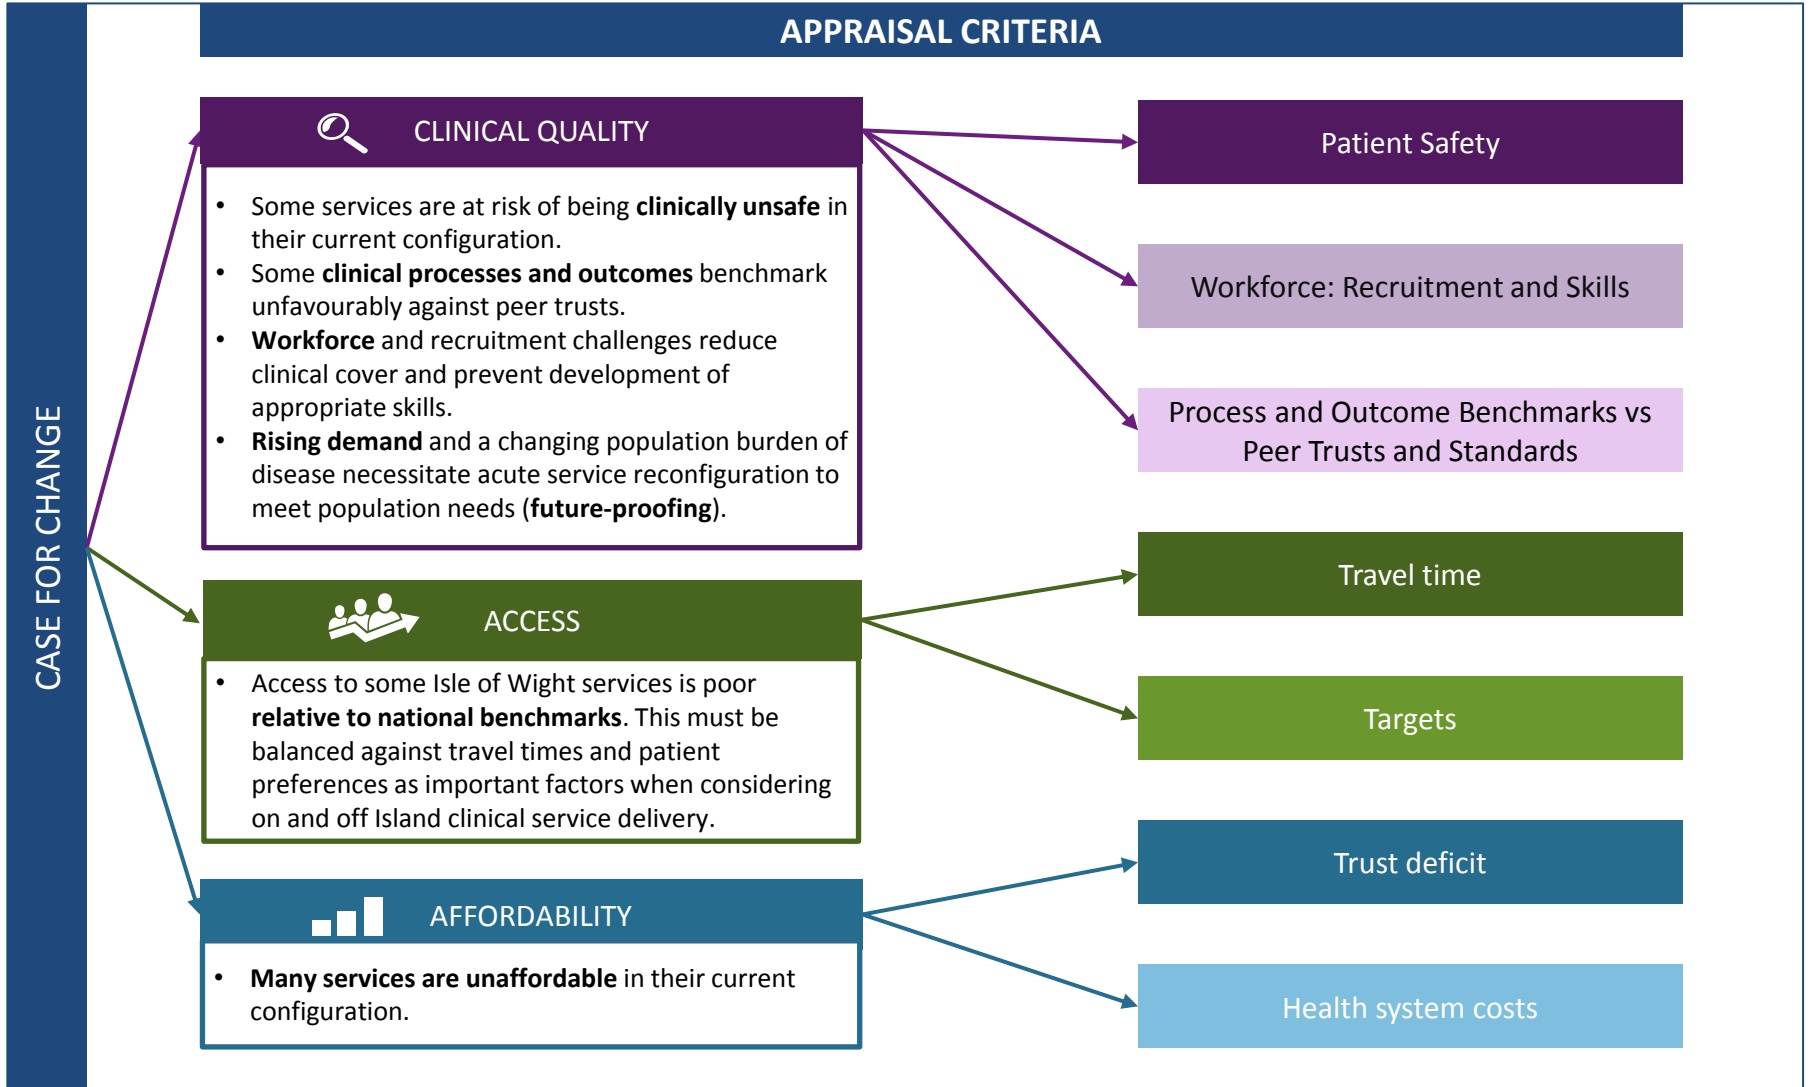 APPRAISAL CRITERIA
CASE FOR CHANGE
CLINICAL QUALITY
• Some services are at risk of being clinically unsafe in
their current configuration.
• Some clinical processes and outcomes benchmark
unfavourably against peer trusts.
• Workforce and recruitment challenges reduce
clinical cover and prevent development of
appropriate skills.
• Rising demand and a changing population burden of
disease necessitate acute service reconfiguration to
meet population needs (future-proofing).
Patient Safety
Workforce: Recruitment and Skills
Process and Outcome Benchmarks vs
Peer Trusts and Standards
ACCESS
• Access to some Isle of Wight services is poor
relative to national benchmarks. This must be
balanced against travel times and patient
preferences as important factors when considering
on and off Island clinical service delivery.
Travel time
Targets
AFFORDABILITY
• Many services are unaffordable in their current
configuration.
Trust deficit
Health system costs